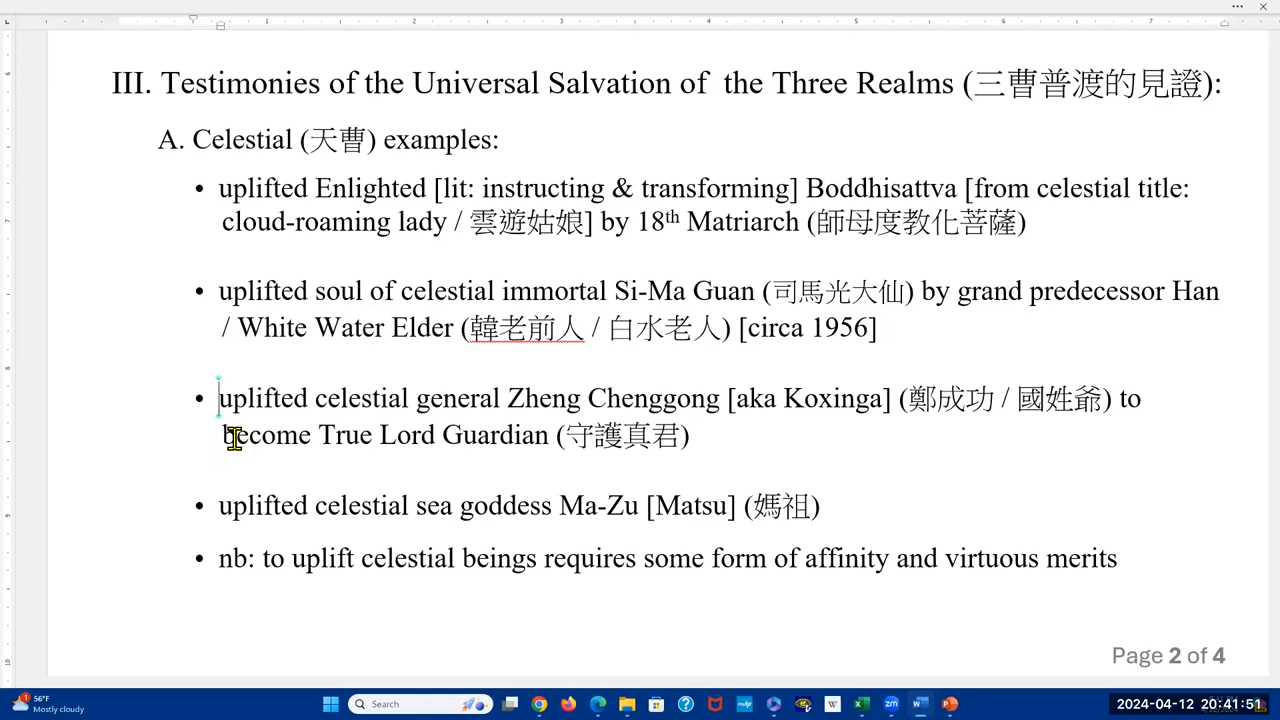 III. Testimonies of the Universal Salvation of the Three Realms (三曹普渡的見證):
A. Celestial (天曹) examples:
• uplifted Enlighted [lit: instructing & transforming] Boddhisattva [from celestial title:
cloud-roaming lady / 雲遊姑娘] by 18th Matriarch (師母度教化菩薩)
• uplifted soul of celestial immortal Si-Ma Guan (司馬光大仙) by grand predecessor Han
/ White Water Elder (韓老前人 / 白水老人) [circa 1956]
• uplifted celestial general Zheng Chenggong [aka Koxinga] (鄭成功 / 國姓爺) to
become True Lord Guardian (守護真君)
• uplifted celestial sea goddess Ma-Zu [Matsu] (媽祖)
• nb: to uplift celestial beings requires some form of affinity and virtuous merits
Page 2 of 4
56°F
Mostly cloudy
Search
2024-04-12 20:41:51